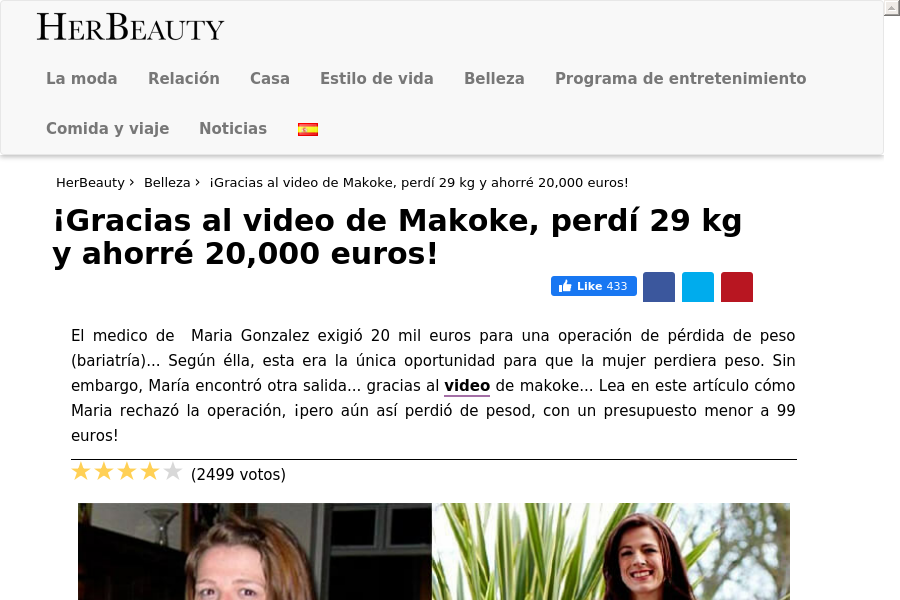 HERBEAUTY
La moda Relación Casa Estilo de vida Belleza Programa de entretenimiento
Comida y viaje Noticias
HerBeauty › Belleza › ¡Gracias al video de Makoke, perdí 29 kg y ahorré 20,000 euros!
¡Gracias al video de Makoke, perdí 29 kg
y ahorré 20,000 euros!
Like 433
El medico de Maria Gonzalez exigió 20 mil euros para una operación de pérdida de peso
(bariatría)... Según élla, esta era la única oportunidad para que la mujer perdiera peso. Sin
embargo, María encontró otra salida... gracias al video de makoke... Lea en este artículo cómo
Maria rechazó la operación, ¡pero aún así perdió de pesod, con un presupuesto menor a 99
euros!
(2499 votos)